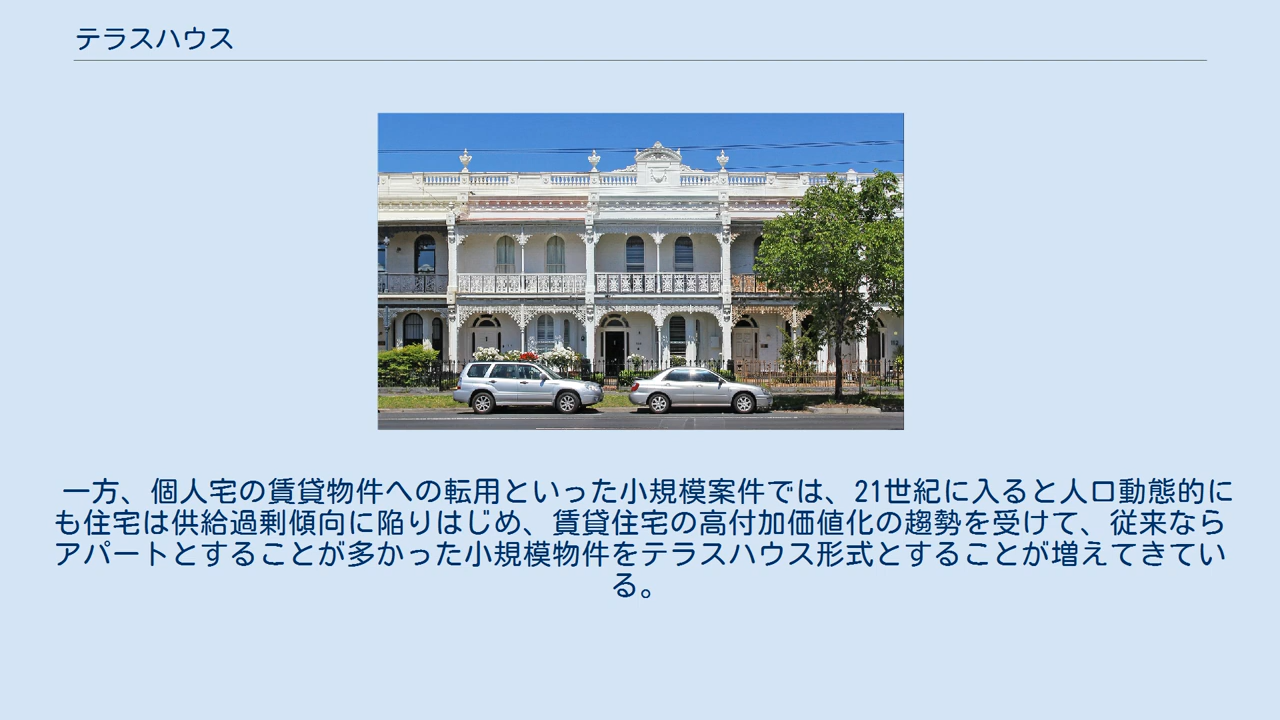 テラスハウス
一方、個人宅の賃貸物件への転用といった小規模案件では、21世紀に入ると人口動態的に
も住宅は供給過剰傾向に陥りはじめ、賃貸住宅の高付加価値化の趨勢を受けて、従来なら
アパートとすることが多かった小規模物件をテラスハウス形式とすることが増えてきてい
る。